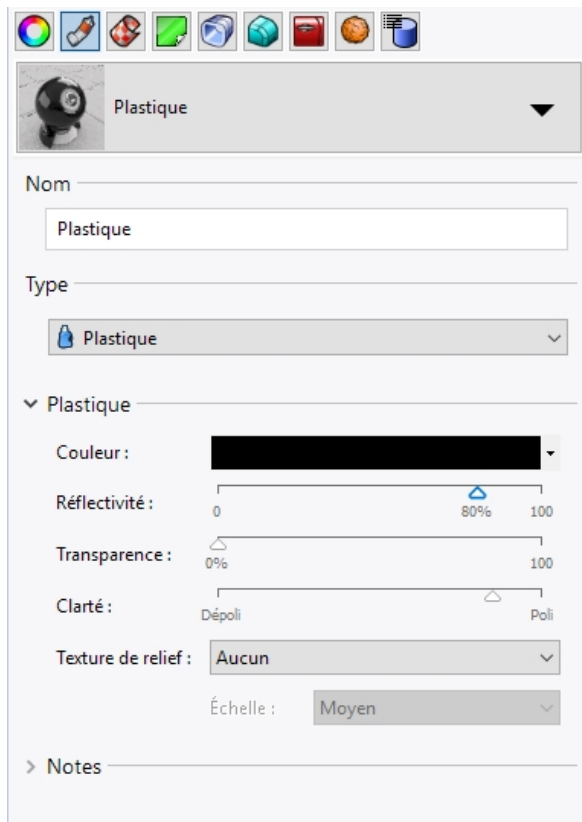 Plastique
Nom
Plastique
Type
Plastique
Plastique
Couleur :
Réflectivité :
0 80% 100
Transparence :
0% 100
Clarté :
Dépoli Poli
Texture de relief : Aucun
Échelle : Moyen
Notes